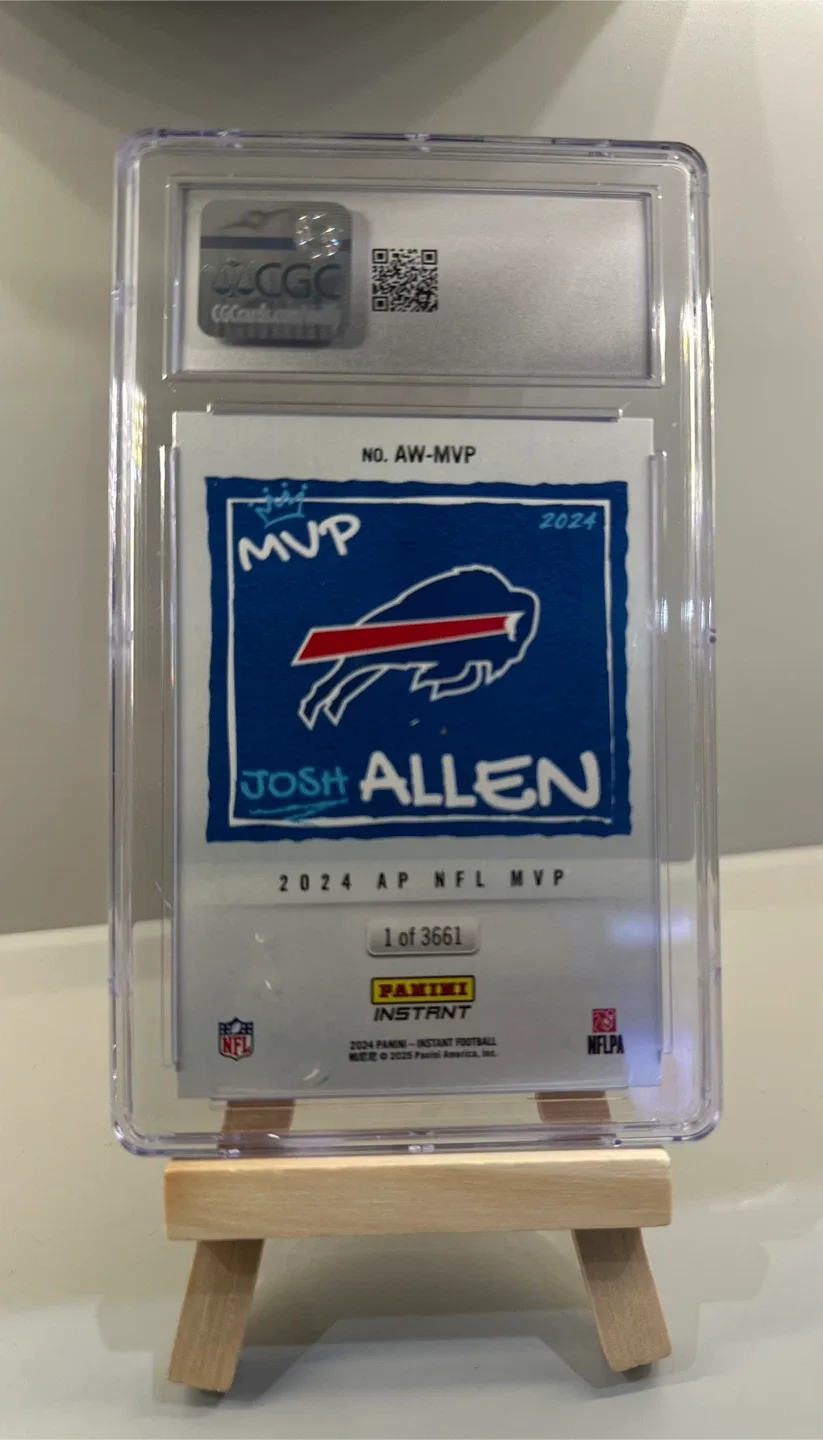 CGC
NO. AW-MVP
MVP
2024
JOSH ALLEN
2024 AP NFL MVP
1 of 3661
PANINI
INSTANT
NFL
2024 PANINI – INSTANT FOOTBALL
© 2025 Panini America, Inc.
NFLPA